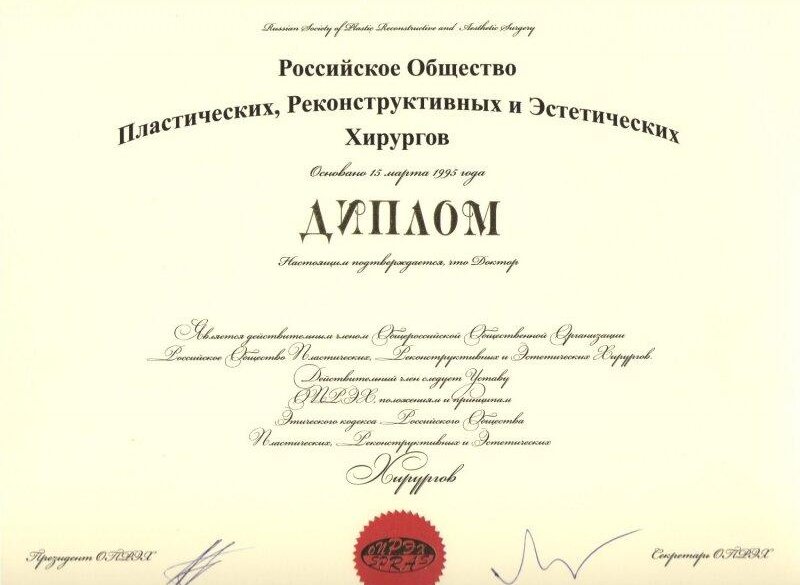 Russian Society of Plastic Reconstructive and Aesthetic Surgery
Российское Общество
Пластических, Реконструктивных и Эстетических
Хирургов
Основано 15 марта 1995 года
ДИПЛОМ
Настоящим подтверждается, что Доктор
Является действительным членом Общероссийской Общественной Организации
Российское Общество Пластических, Реконструктивных и Эстетических Хирургов.
Действительный член следует Уставу
ОПРЭХ, положениям и принципам
Этического кодекса Российского Общества
Пластических, Реконструктивных и Эстетических
Хирургов
Президент ОПРЭХ
ОПРЭХ
SPRAS
Секретарь ОПРЭХ